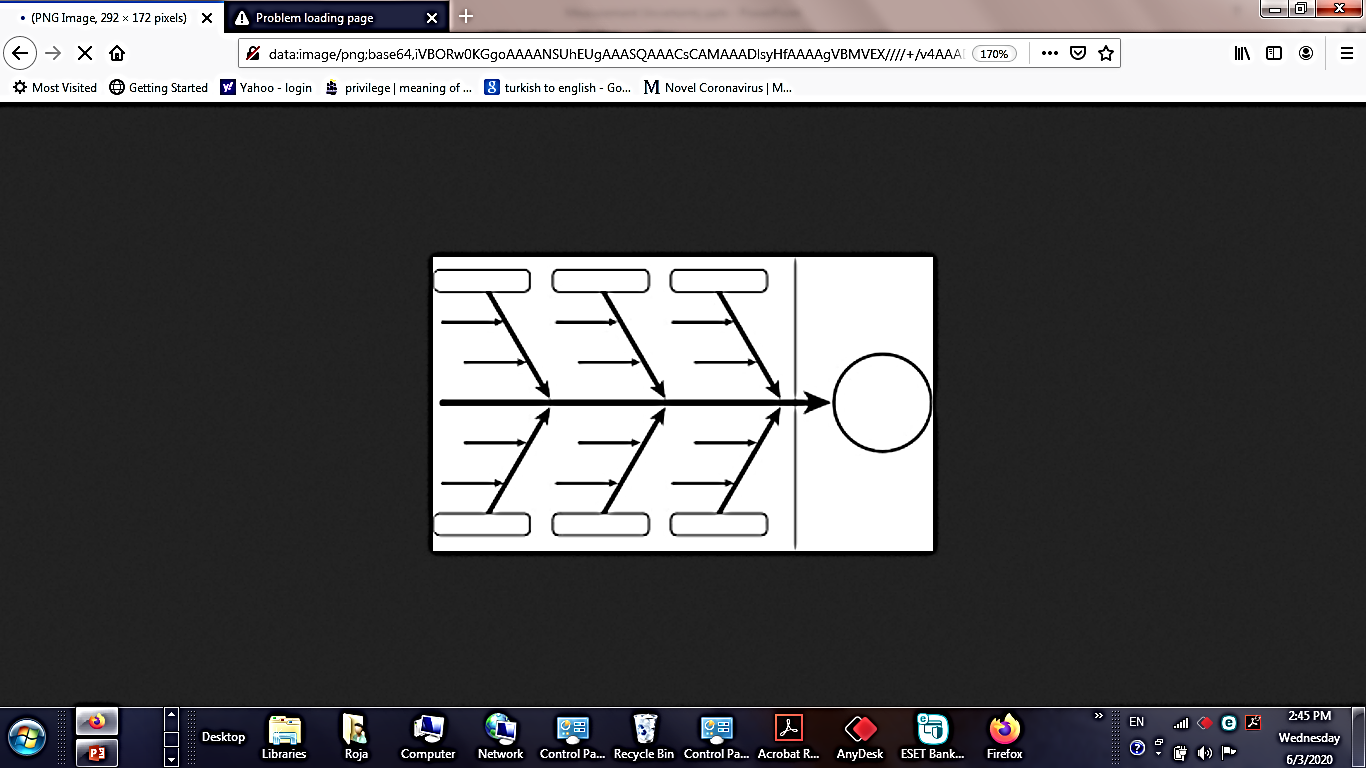 (PNG Image, 292 × 172 pixels)
Problem loading page
data:image/png;base64,iVBORw0KGgoAAAANSUhEUgAAASQAAACsCAMAAADlsyHfAAAAgVBMVEX////+/v4AAA
170%
Most Visited
Getting Started
Yahoo - login
privilege | meaning of ...
turkish to english - Go...
Novel Coronavirus | M...
Desktop
Libraries
Roja
Computer
Network
Control Pa...
Recycle Bin
Control Pa...
Acrobat R...
AnyDesk
ESET Bank...
Firefox
EN
2:45 PM
Wednesday
6/3/2020